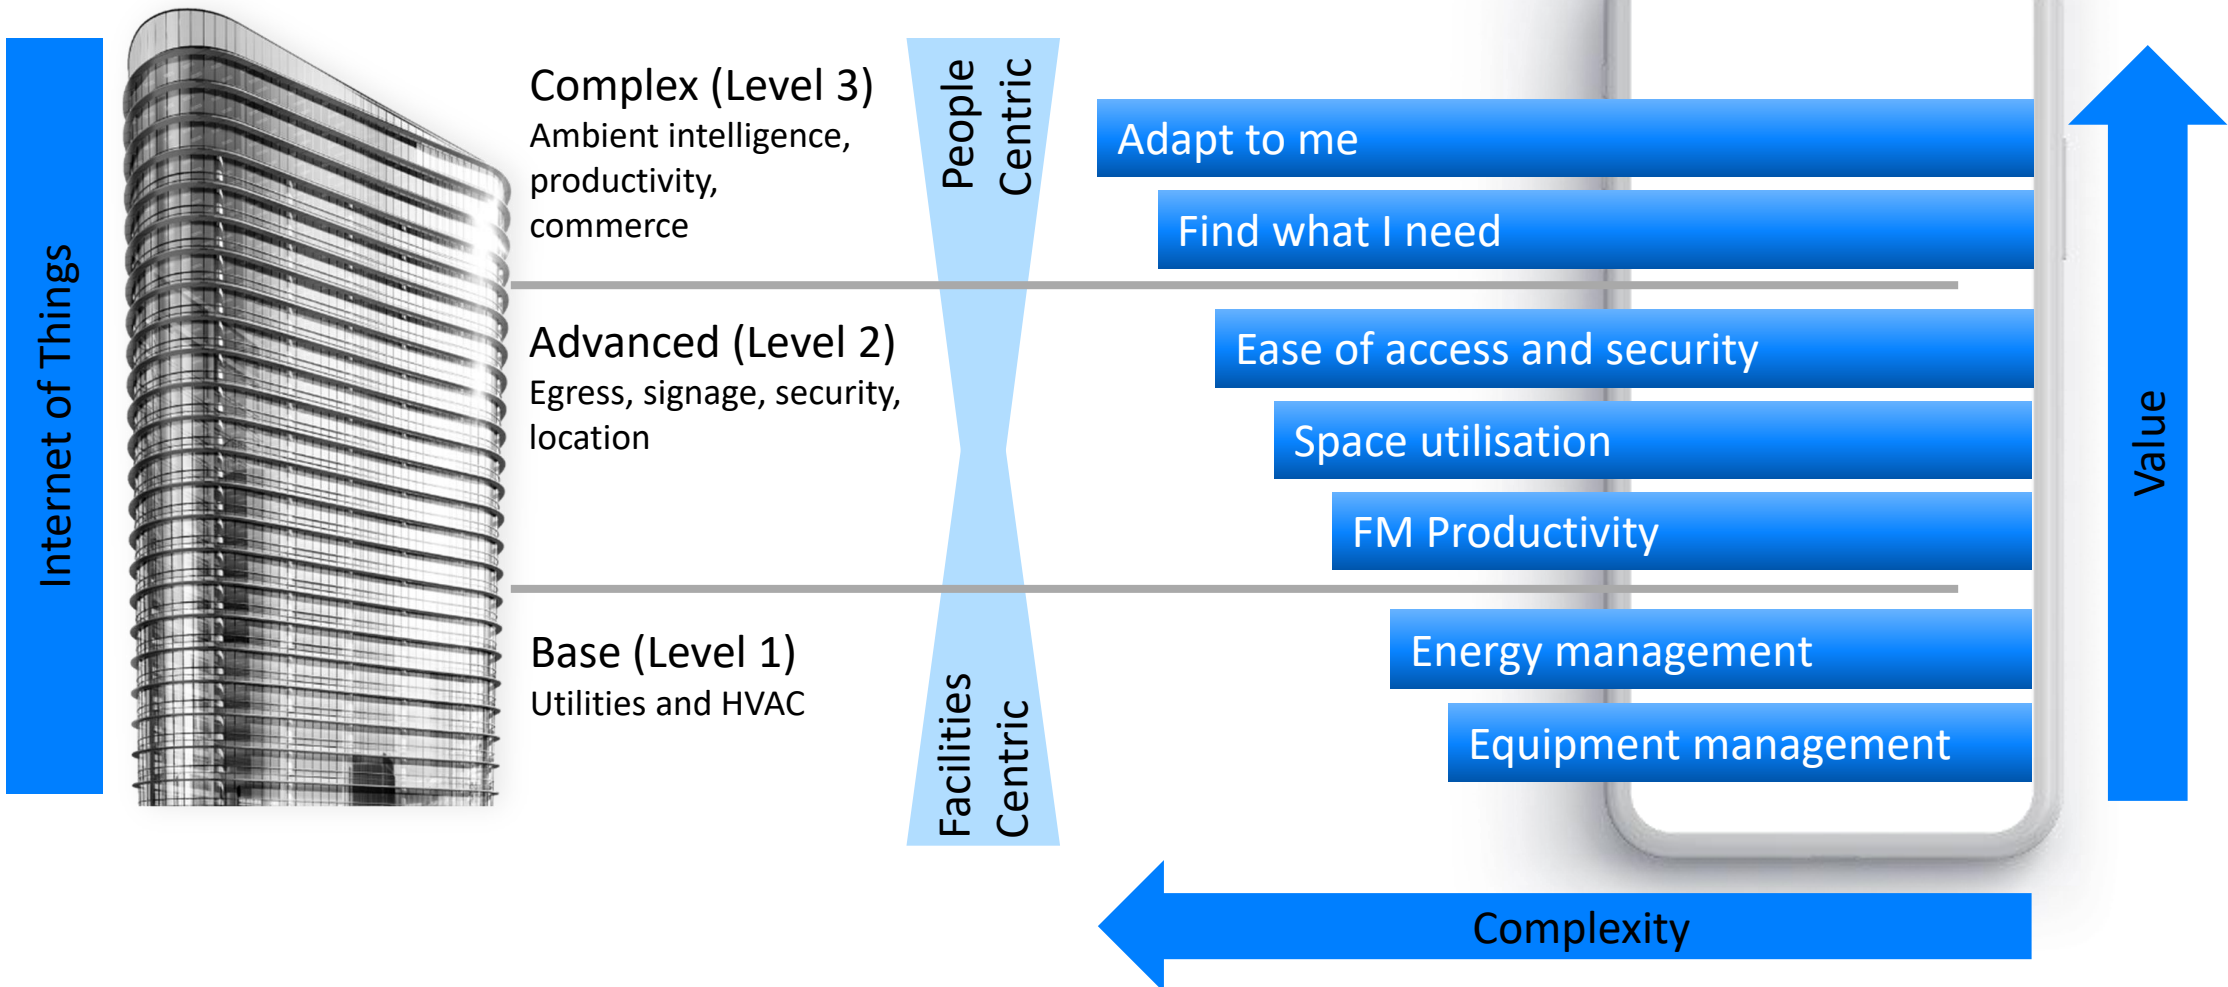 Internet of Things
Complex (Level 3)
Ambient intelligence,
productivity,
commerce
Advanced (Level 2)
Egress, signage, security,
location
Base (Level 1)
Utilities and HVAC
People
Centric
Facilities
Centric
Adapt to me
Find what I need
Ease of access and security
Space utilisation
FM Productivity
Energy management
Equipment management
Value
Complexity